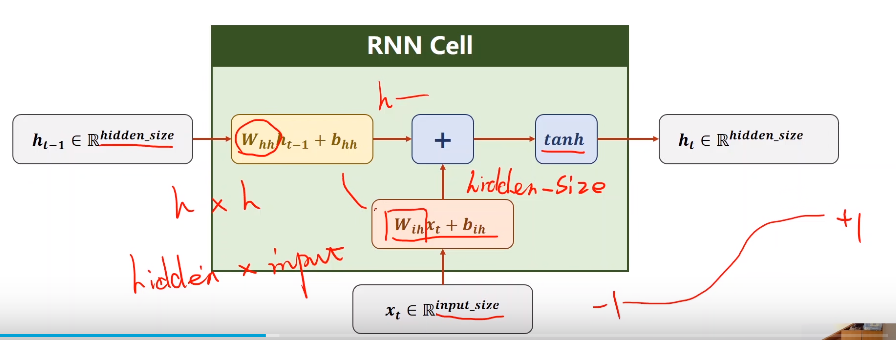 RNN Cell
h —
h_{t−1} ∈ ℝ^{hidden_size}
W_{hh}h_{t−1} + b_{hh}
+
tanh
h_t ∈ ℝ^{hidden_size}
hidden-size
h × h
W_{ih}x_t + b_{ih}
+1
hidden × input
x_t ∈ ℝ^{input_size}
−1